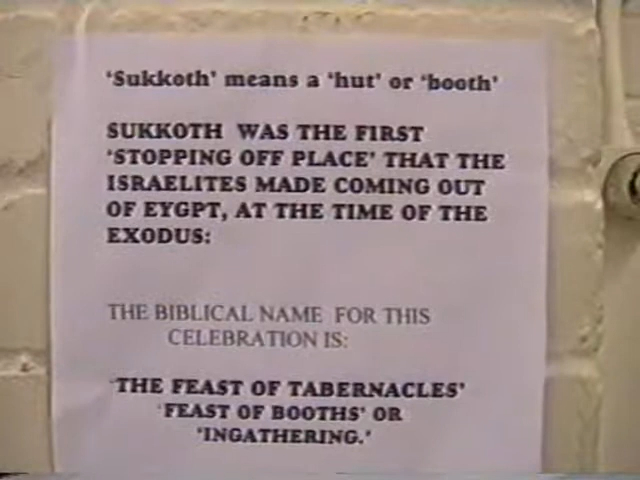 'Sukkoth' means a 'hut' or 'booth'
SUKKOTH WAS THE FIRST
'STOPPING OFF PLACE' THAT THE
ISRAELITES MADE COMING OUT
OF EYGPT, AT THE TIME OF THE
EXODUS:
THE BIBLICAL NAME FOR THIS
CELEBRATION IS:
'THE FEAST OF TABERNACLES'
'FEAST OF BOOTHS' OR
'INGATHERING.'